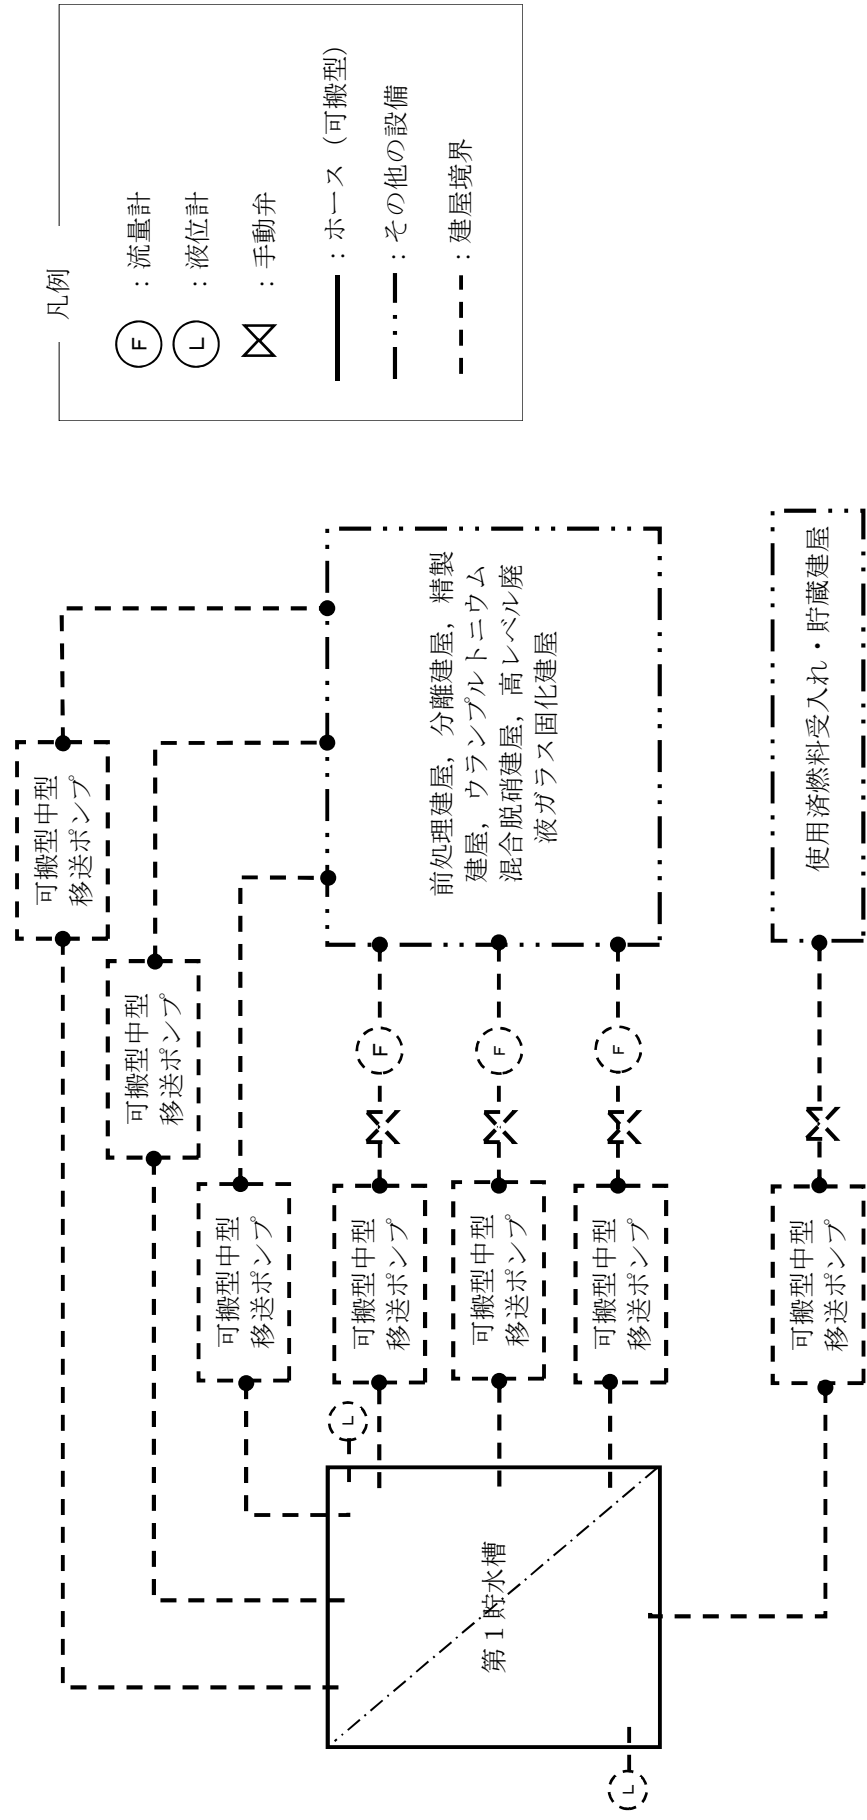 凡例
F ：流量計
L ：液位計
：手動弁
：ホース（可搬型）
：その他の設備
：建屋境界
可搬型中型
移送ポンプ
可搬型中型
移送ポンプ
可搬型中型
移送ポンプ
可搬型中型
移送ポンプ
可搬型中型
移送ポンプ
可搬型中型
移送ポンプ
可搬型中型
移送ポンプ
L
F
F
F
前処理建屋，分離建屋，精製
建屋，ウランプルトニウム
混合脱硝建屋，高レベル廃
液ガラス固化建屋
第１貯水槽
L
使用済燃料受入れ・貯蔵建屋